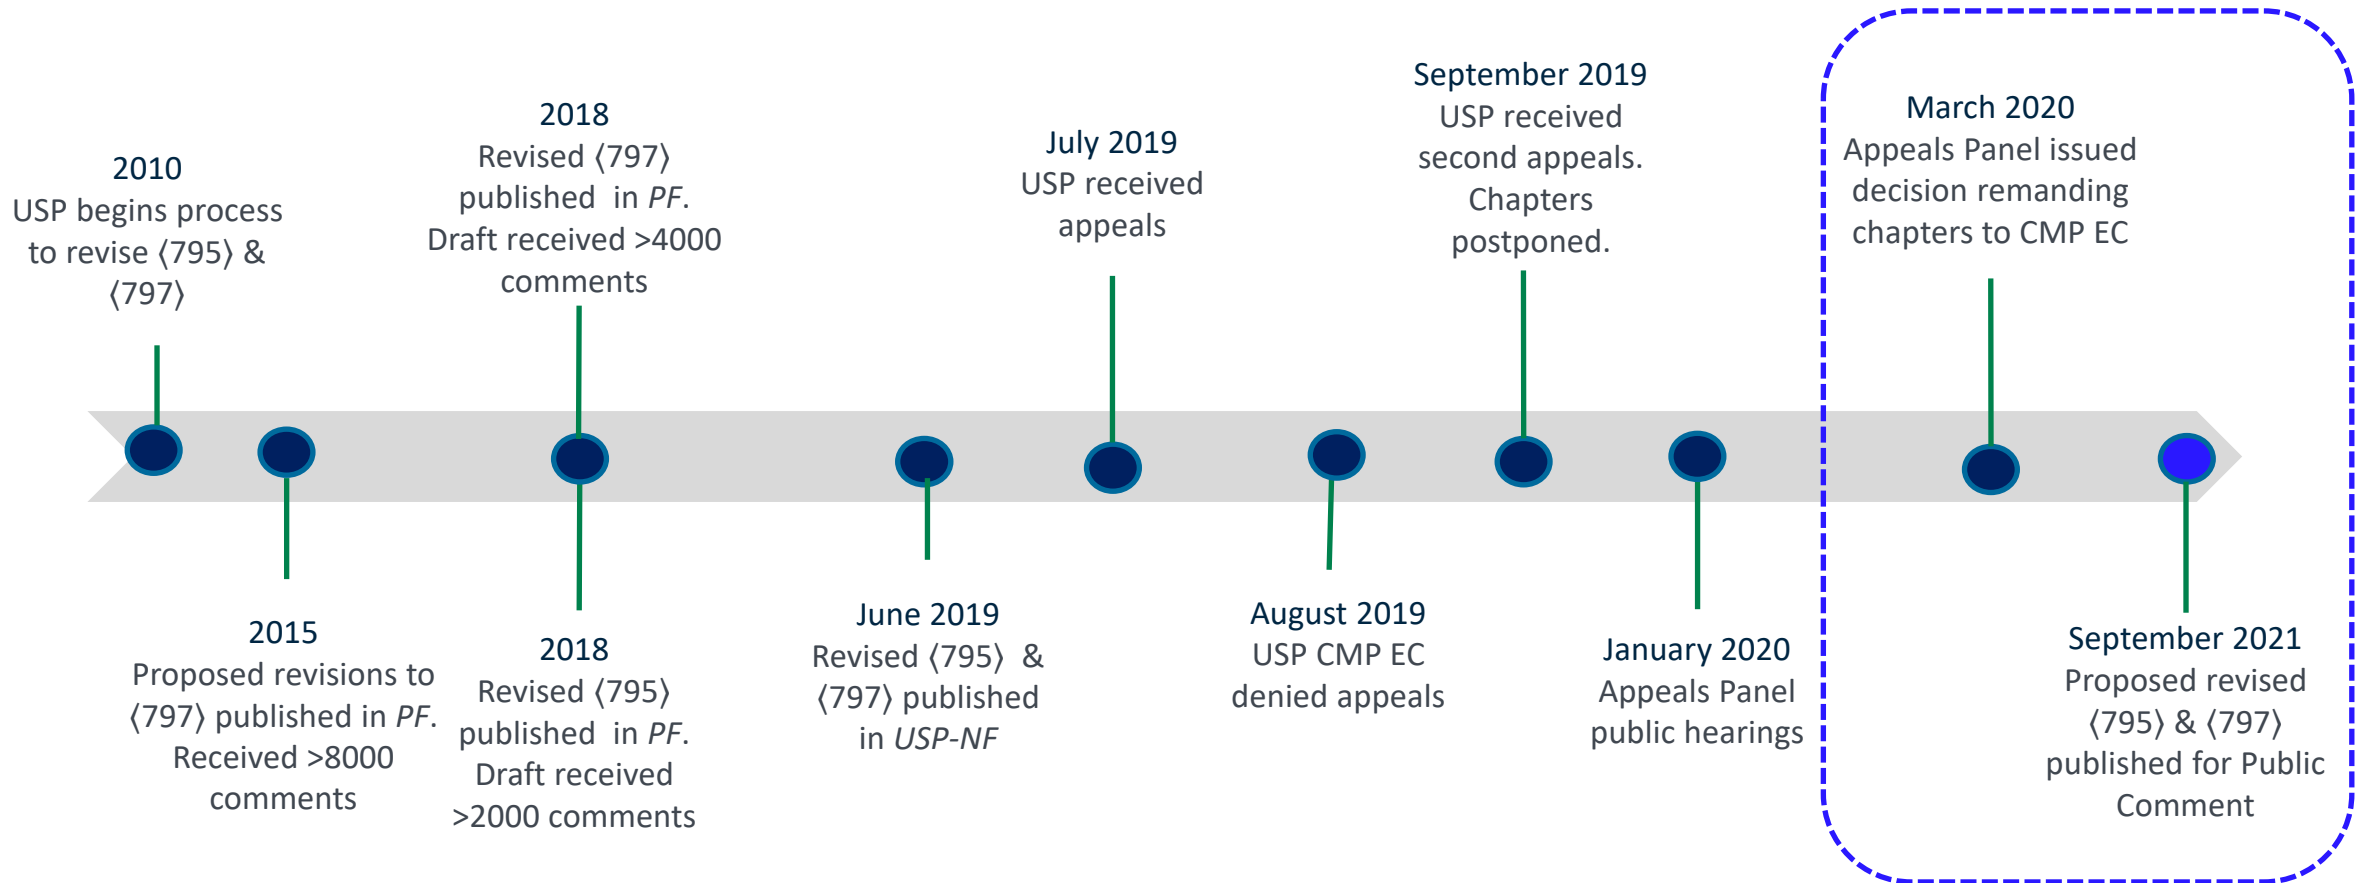 2010
USP begins process
to revise ⟨795⟩ &
⟨797⟩
2015
Proposed revisions to
⟨797⟩ published in PF.
Received >8000
comments
2018
Revised ⟨797⟩
published in PF.
Draft received >4000
comments
2018
Revised ⟨795⟩
published in PF.
Draft received
>2000 comments
June 2019
Revised ⟨795⟩ &
⟨797⟩ published
in USP-NF
July 2019
USP received
appeals
August 2019
USP CMP EC
denied appeals
September 2019
USP received
second appeals.
Chapters
postponed.
January 2020
Appeals Panel
public hearings
March 2020
Appeals Panel issued
decision remanding
chapters to CMP EC
September 2021
Proposed revised
⟨795⟩ & ⟨797⟩
published for Public
Comment